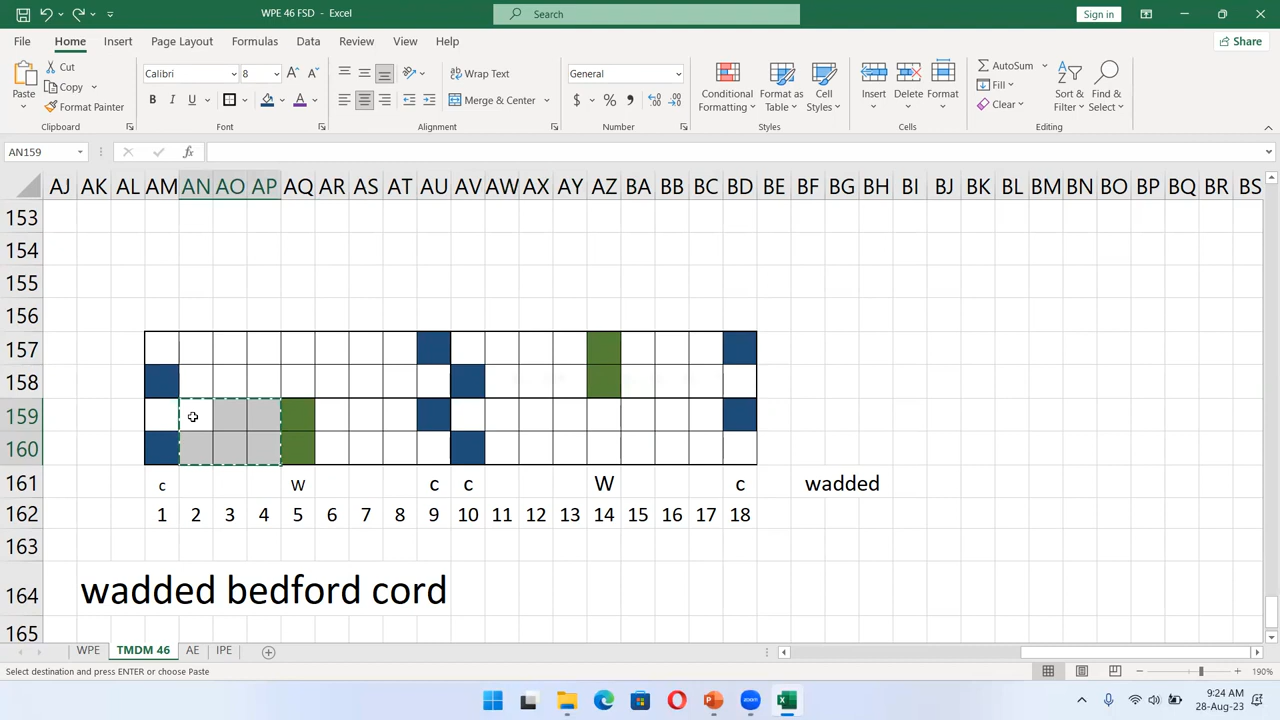 WPE 46 FSD - Excel
Search
Sign in
File Home Insert Page Layout Formulas Data Review View Help
Share
Paste
Cut
Copy
Format Painter
Clipboard
Calibri 8
B I U
Font
Wrap Text
Merge & Center
Alignment
General
$ % 9
Number
Conditional Formatting
Format as Table
Cell Styles
Styles
Insert Delete Format
Cells
AutoSum
Fill
Clear
Sort & Filter
Find & Select
Editing
AN159
fx
AJ AK AL AM AN AO AP AQ AR AS AT AU AV AW AX AY AZ BA BB BC BD BE BF BG BH BI BJ BK BL BM BN BO BP BQ BR BS
153
154
155
156
157
158
159
160
161 c W c c W c wadded
162 1 2 3 4 5 6 7 8 9 10 11 12 13 14 15 16 17 18
163
164 wadded bedford cord
165
WPE TMDM 46 AE IPE
Select destination and press ENTER or choose Paste
190%
zoom
9:24 AM
28-Aug-23